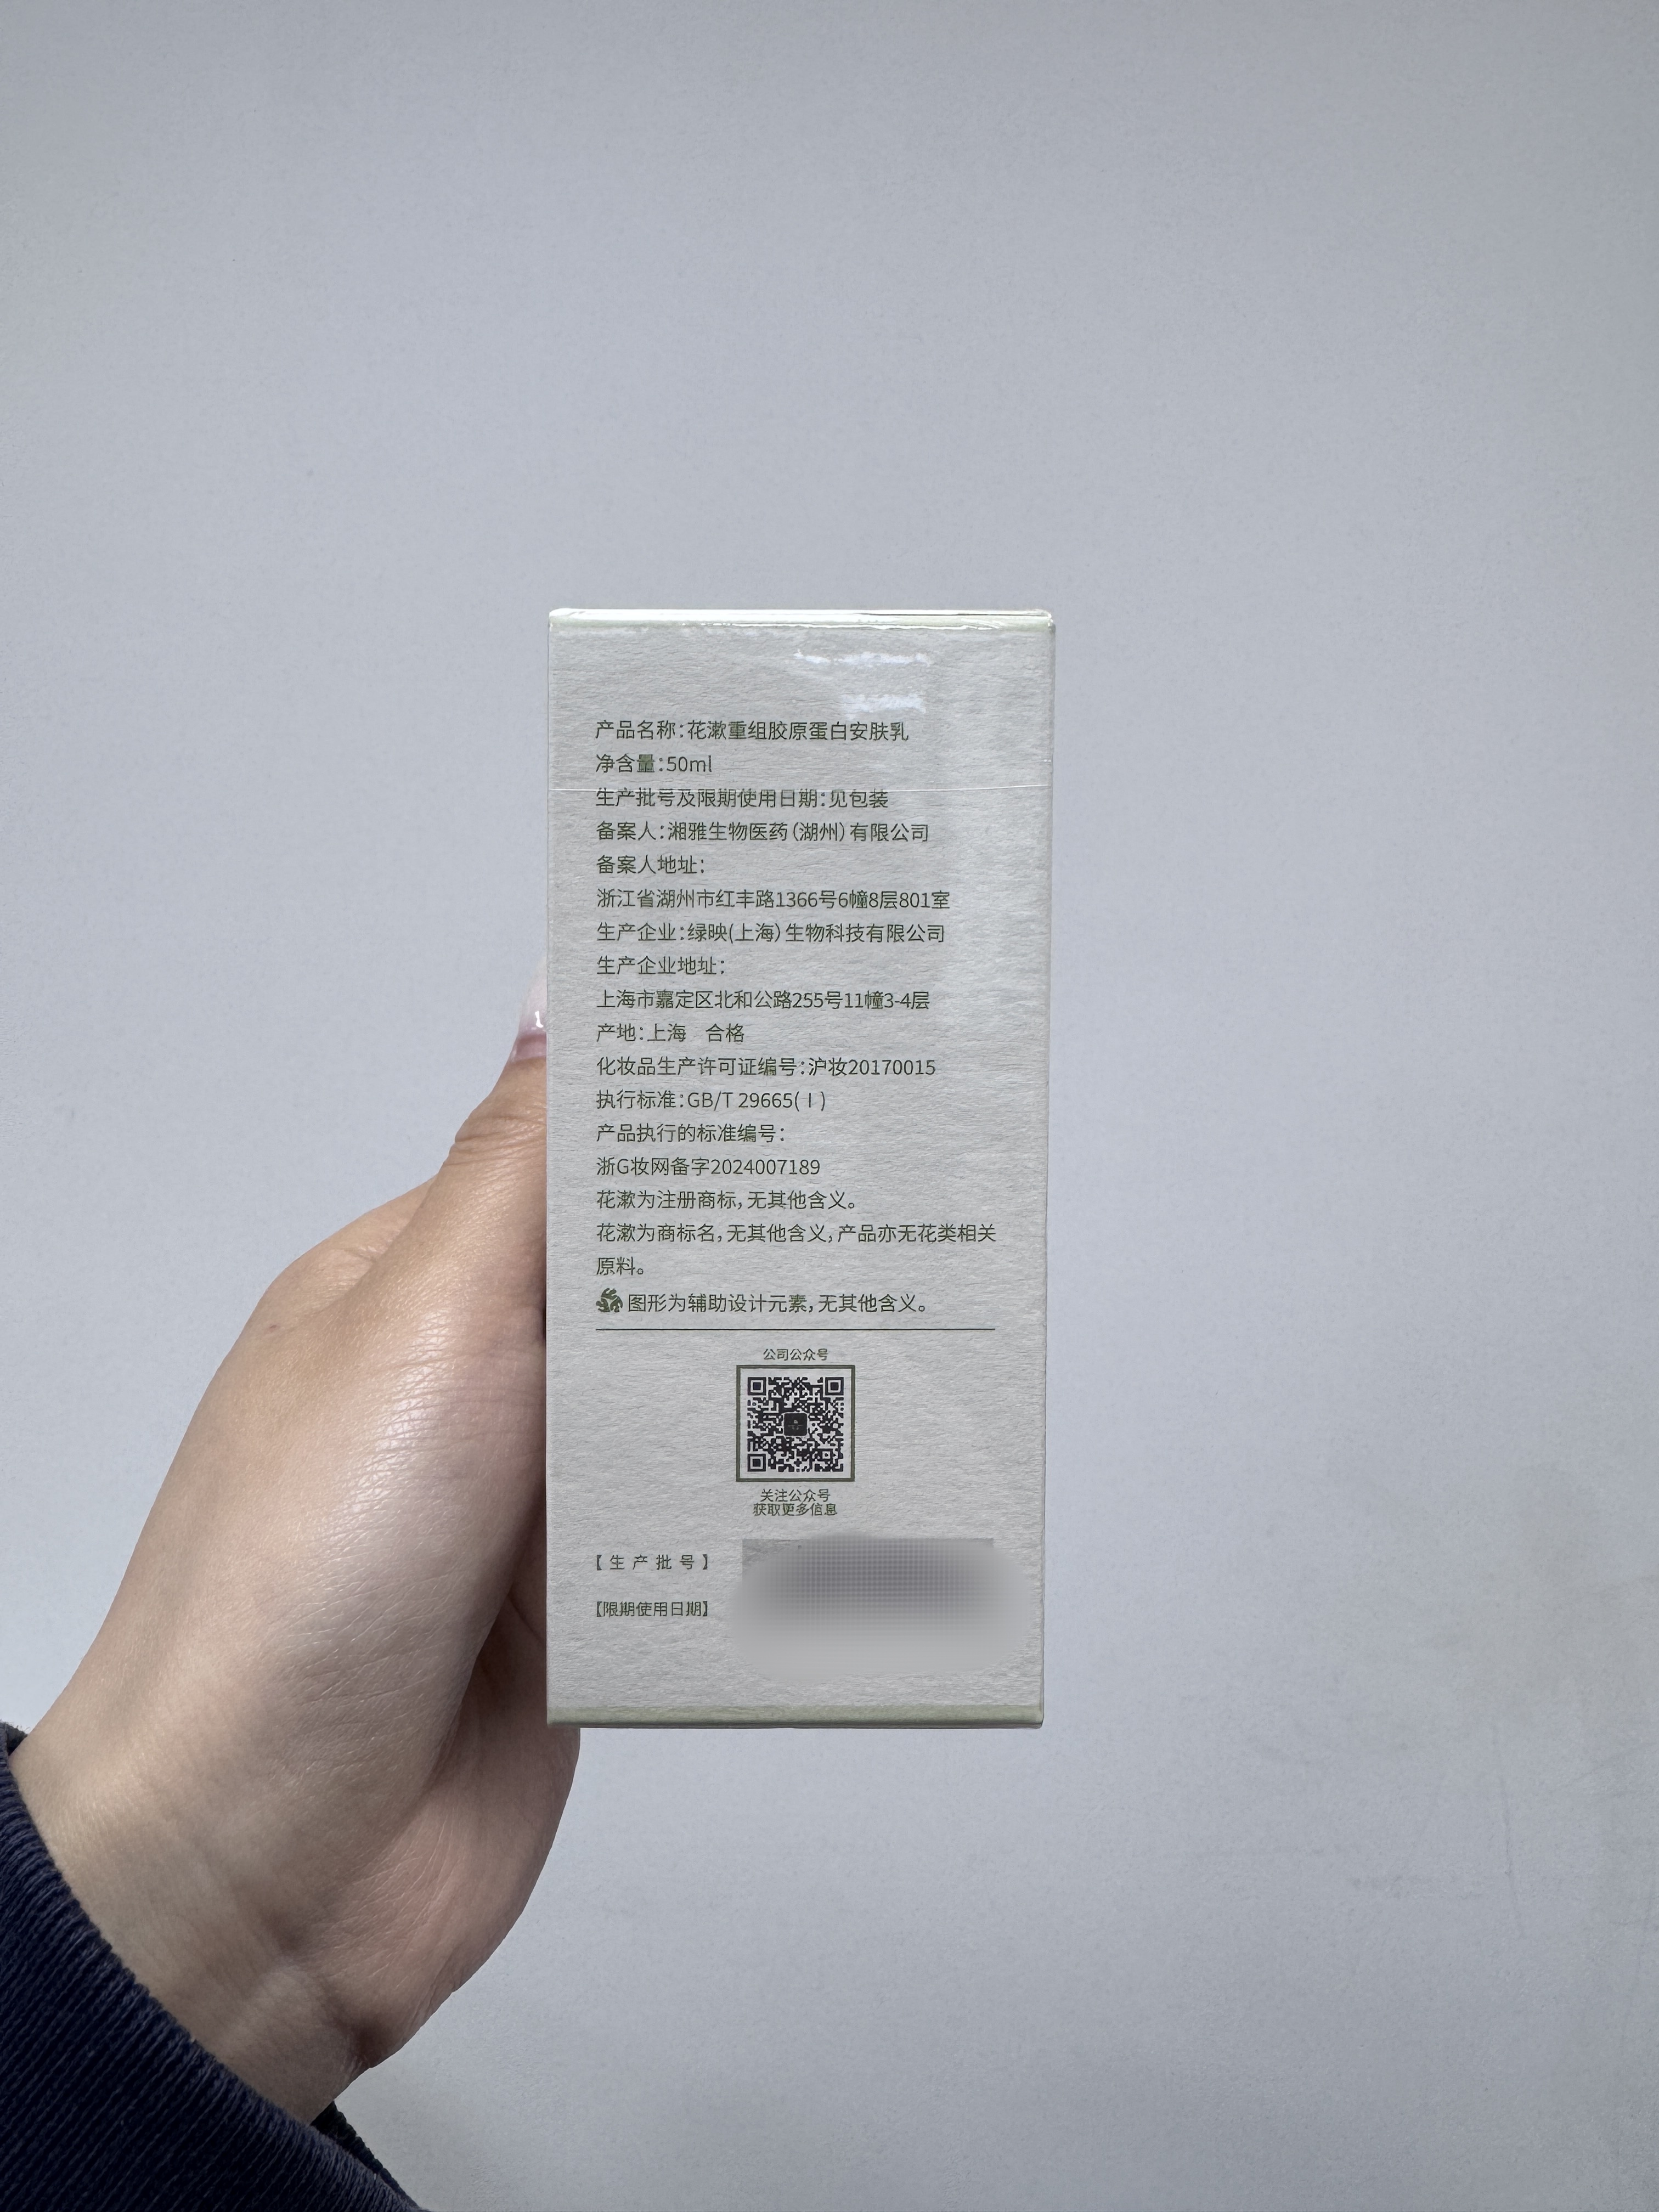 产品名称:花漱重组胶原蛋白安肤乳
净含量:50ml
生产批号及限期使用日期:见包装
备案人:湘雅生物医药(湖州)有限公司
备案人地址:
浙江省湖州市红丰路1366号6幢8层801室
生产企业:绿映(上海)生物科技有限公司
生产企业地址:
上海市嘉定区北和公路255号11幢3-4层
产地:上海 合格
化妆品生产许可证编号:沪妆20170015
执行标准:GB/T 29665(Ⅰ)
产品执行的标准编号:
浙G妆网备字2024007189
花漱为注册商标,无其他含义。
花漱为商标名,无其他含义,产品亦无花类相关
原料。
图形为辅助设计元素,无其他含义。
公司公众号
关注公众号
获取更多信息
【生产批号】
【限期使用日期】